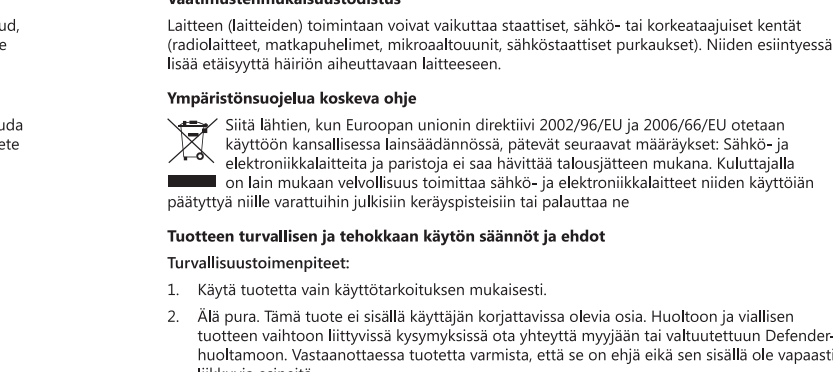 Vaatimustenmukaisuustodistus
ud,
e
Laitteen (laitteiden) toimintaan voivat vaikuttaa staattiset, sähkö- tai korkeataajuiset kentät
(radiolaitteet, matkapuhelimet, mikroaaltouunit, sähköstaattiset purkaukset). Niiden esiintyessä
lisää etäisyyttä häiriön aiheuttavaan laitteeseen.
Ympäristönsuojelua koskeva ohje
uda
ete
Siitä lähtien, kun Euroopan unionin direktiivi 2002/96/EU ja 2006/66/EU otetaan
käyttöön kansallisessa lainsäädännössä, pätevät seuraavat määräykset: Sähkö- ja
elektroniikkalaitteita ja paristoja ei saa hävittää talousjätteen mukana. Kuluttajalla
on lain mukaan velvollisuus toimittaa sähkö- ja elektroniikkalaitteet niiden käyttöiän
päätyttyä niille varattuihin julkisiin keräyspisteisiin tai palauttaa ne
Tuotteen turvallisen ja tehokkaan käytön säännöt ja ehdot
Turvallisuustoimenpiteet:
1. Käytä tuotetta vain käyttötarkoituksen mukaisesti.
2. Älä pura. Tämä tuote ei sisällä käyttäjän korjattavissa olevia osia. Huoltoon ja viallisen
tuotteen vaihtoon liittyvissä kysymyksissä ota yhteyttä myyjään tai valtuutettuun Defender-
huoltamoon. Vastaanottaessa tuotetta varmista, että se on ehjä eikä sen sisällä ole vapaasti